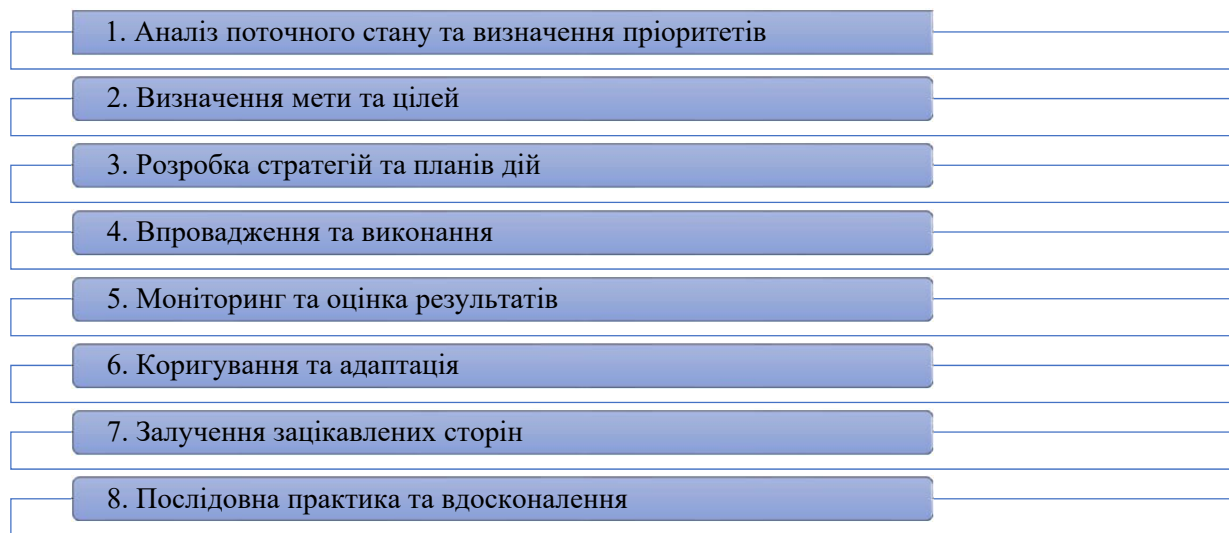 1. Аналіз поточного стану та визначення пріоритетів
2. Визначення мети та цілей
3. Розробка стратегій та планів дій
4. Впровадження та виконання
5. Моніторинг та оцінка результатів
6. Коригування та адаптація
7. Залучення зацікавлених сторін
8. Послідовна практика та вдосконалення